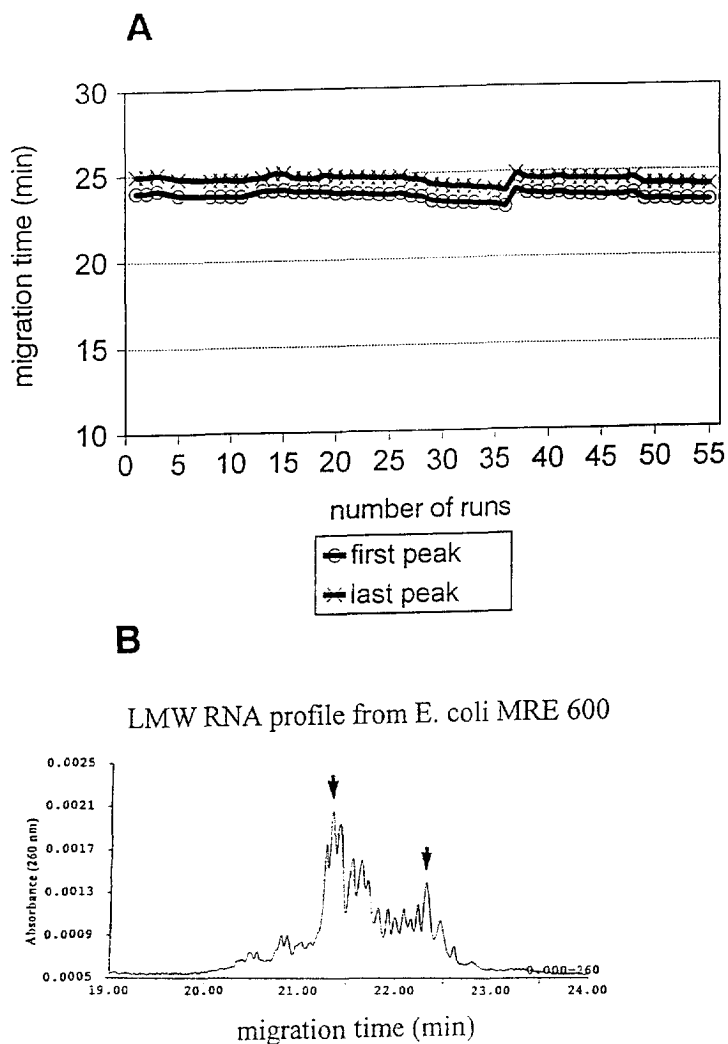 A
30
25
20
15
10
migration time (min)
0 5 10 15 20 25 30 35 40 45 50 55
number of runs
first peak
last peak
B
LMW RNA profile from E. coli MRE 600
0.0025
0.0021
0.0017
0.0013
0.0009
0.0005
Absorbance (260 nm)
0.000=260
19.00 20.00 21.00 22.00 23.00 24.00
migration time (min)